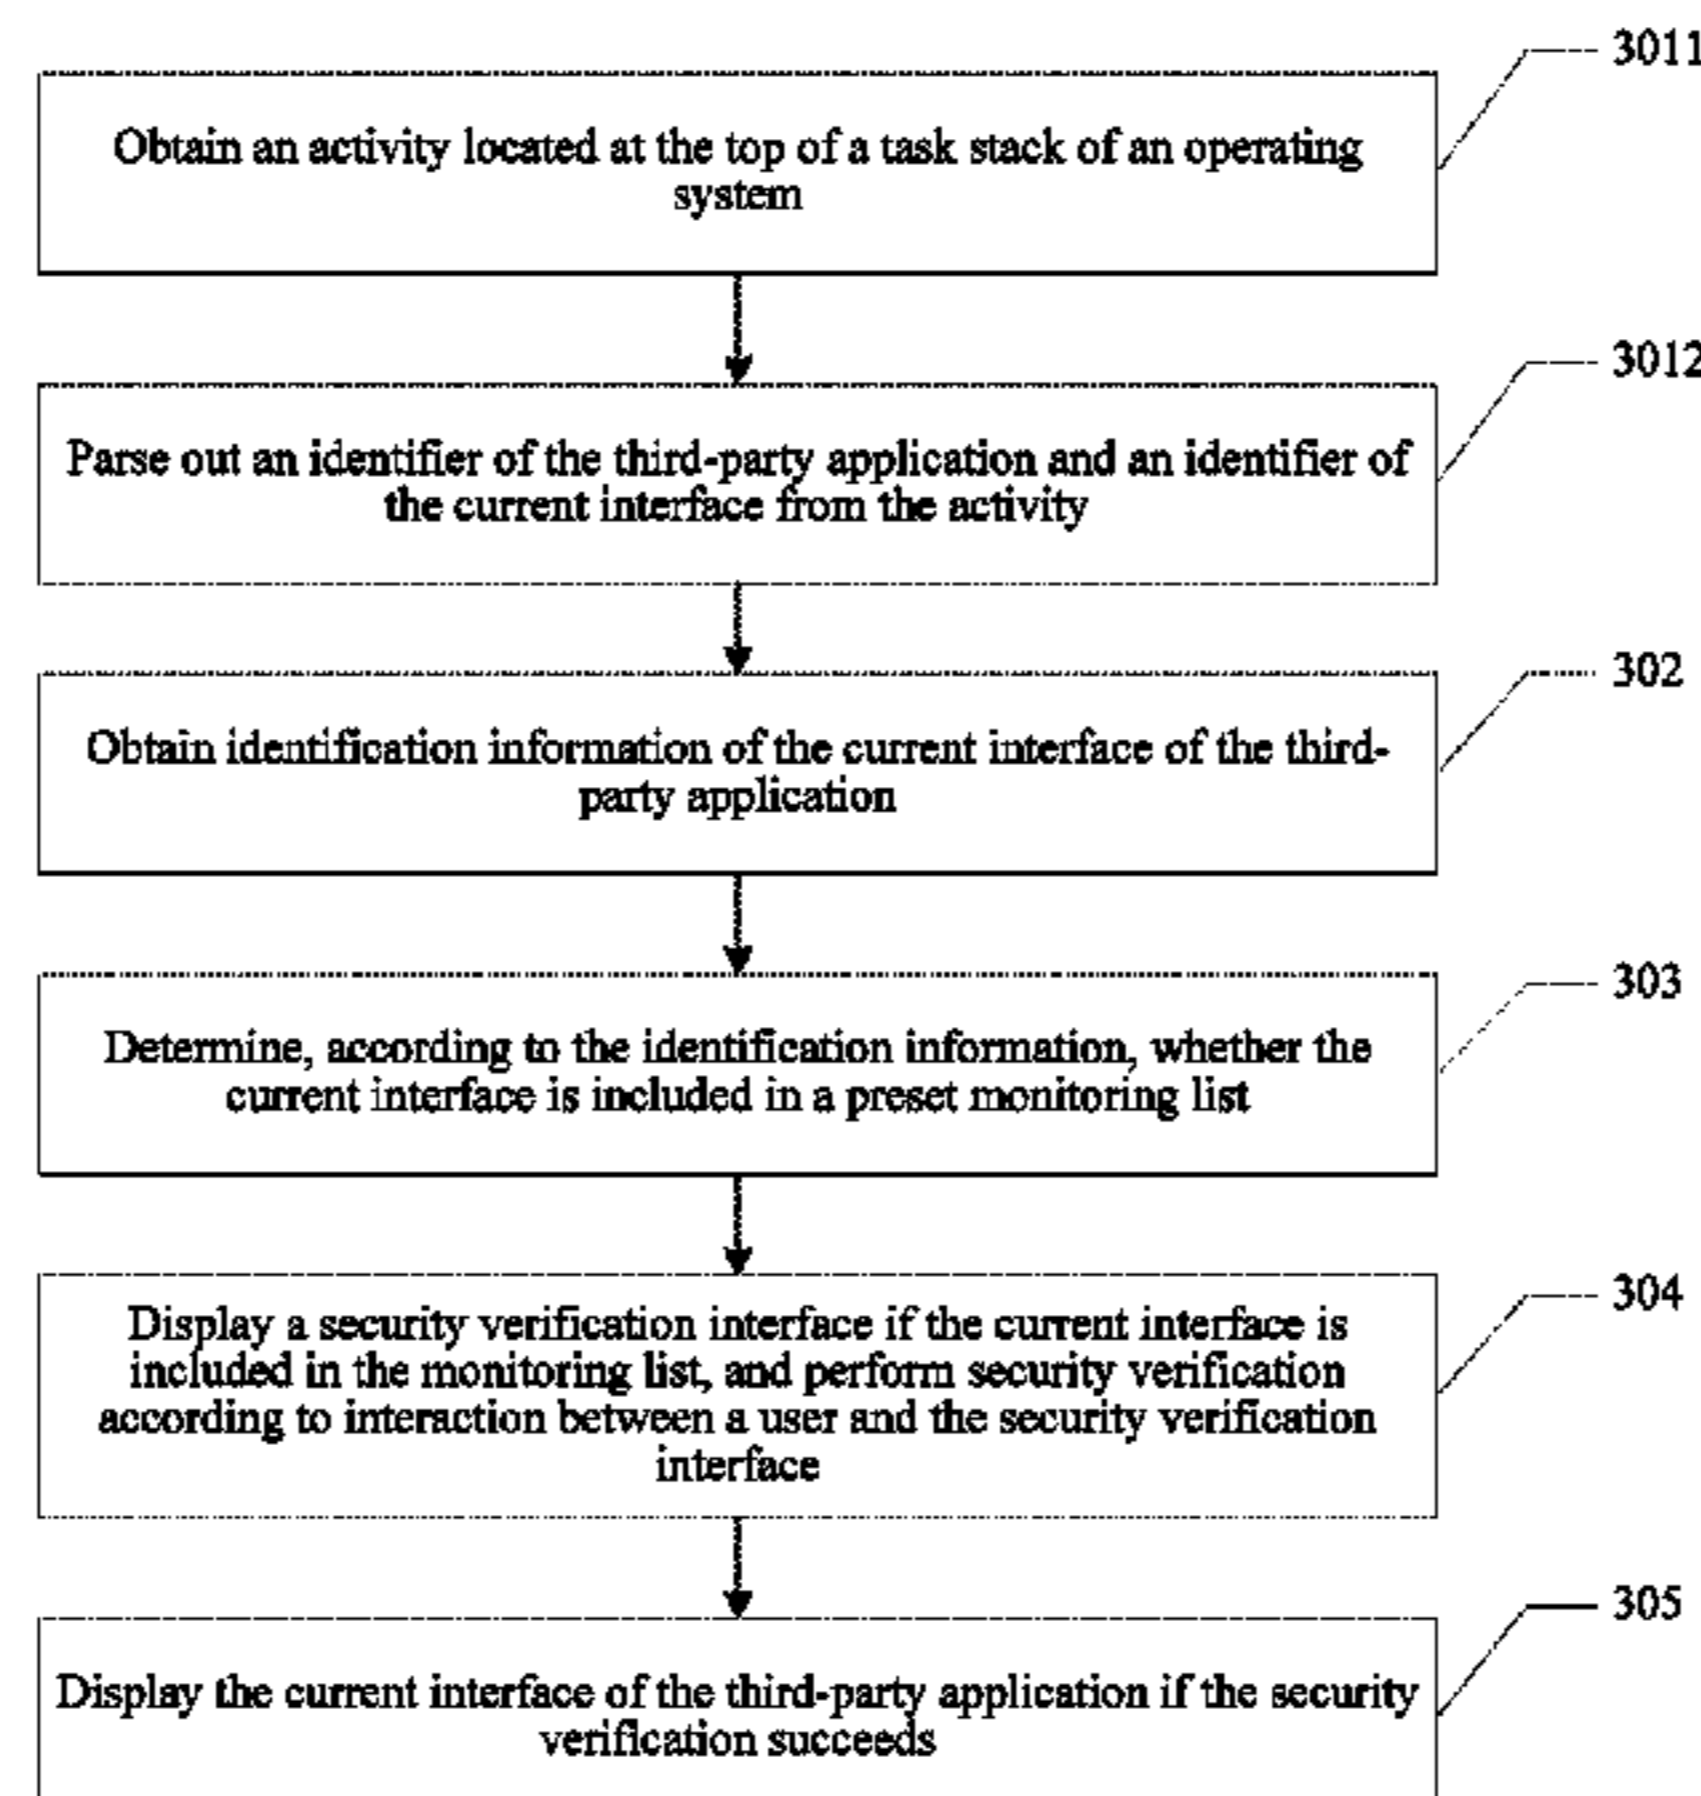 3011
Obtain an activity located at the top of a task stack of an operating
system
3012
Parse out an identifier of the third-party application and an identifier of
the current interface from the activity
302
Obtain identification information of the current interface of the third-
party application
303
Determine, according to the identification information, whether the
current interface is included in a preset monitoring list
304
Display a security verification interface if the current interface is
included in the monitoring list, and perform security verification
according to interaction between a user and the security verification
interface
305
Display the current interface of the third-party application if the security
verification succeeds